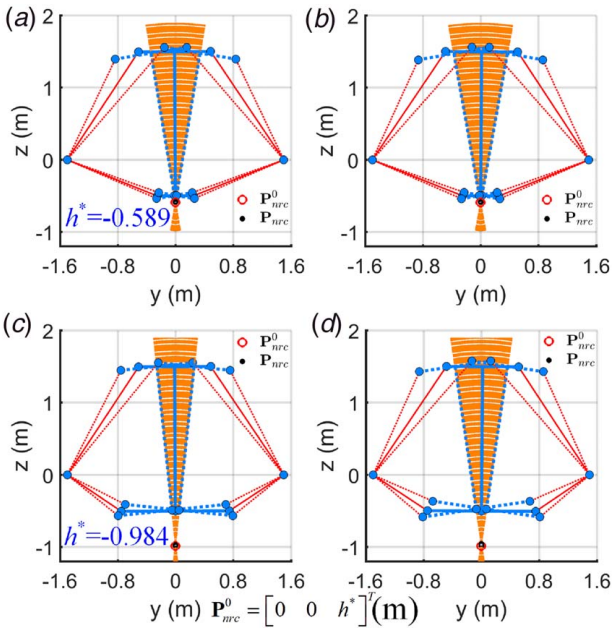 (a)
2
1
0
-1
z (m)
-1.6 -0.8 0 0.8 1.6
y (m)
h*=-0.589
P⁰nrc
Pnrc
(b)
2
1
0
-1
z (m)
-1.6 -0.8 0 0.8 1.6
y (m)
P⁰nrc
Pnrc
(c)
2
1
0
-1
z (m)
-1.6 -0.8 0 0.8 1.6
y (m)
h*=-0.984
P⁰nrc
Pnrc
(d)
2
1
0
-1
z (m)
-1.6 -0.8 0 0.8 1.6
y (m)
P⁰nrc
Pnrc
P⁰nrc = [0 0 h*]ᵀ(m)